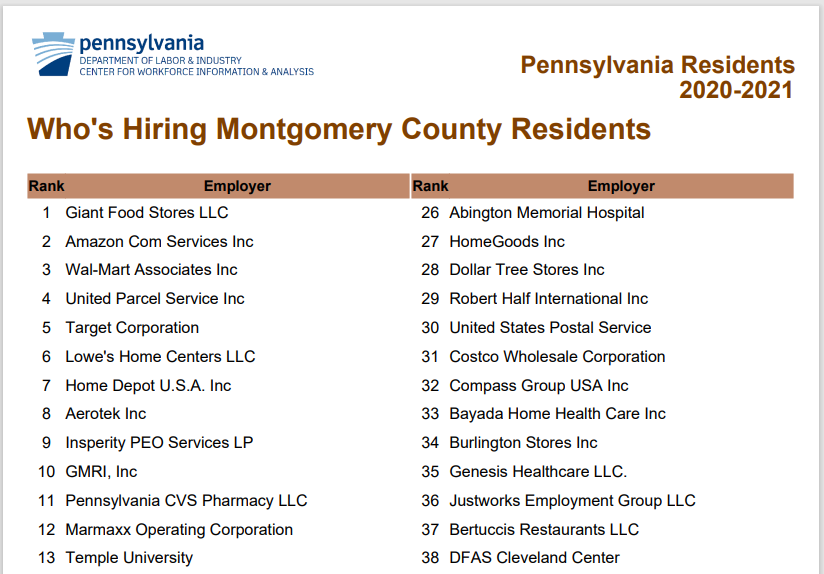 pennsylvania
DEPARTMENT OF LABOR & INDUSTRY
CENTER FOR WORKFORCE INFORMATION & ANALYSIS
Pennsylvania Residents
2020-2021
Who's Hiring Montgomery County Residents
Rank Employer Rank Employer
1 Giant Food Stores LLC 26 Abington Memorial Hospital
2 Amazon Com Services Inc 27 HomeGoods Inc
3 Wal-Mart Associates Inc 28 Dollar Tree Stores Inc
4 United Parcel Service Inc 29 Robert Half International Inc
5 Target Corporation 30 United States Postal Service
6 Lowe's Home Centers LLC 31 Costco Wholesale Corporation
7 Home Depot U.S.A. Inc 32 Compass Group USA Inc
8 Aerotek Inc 33 Bayada Home Health Care Inc
9 Insperity PEO Services LP 34 Burlington Stores Inc
10 GMRI, Inc 35 Genesis Healthcare LLC.
11 Pennsylvania CVS Pharmacy LLC 36 Justworks Employment Group LLC
12 Marmaxx Operating Corporation 37 Bertuccis Restaurants LLC
13 Temple University 38 DFAS Cleveland Center